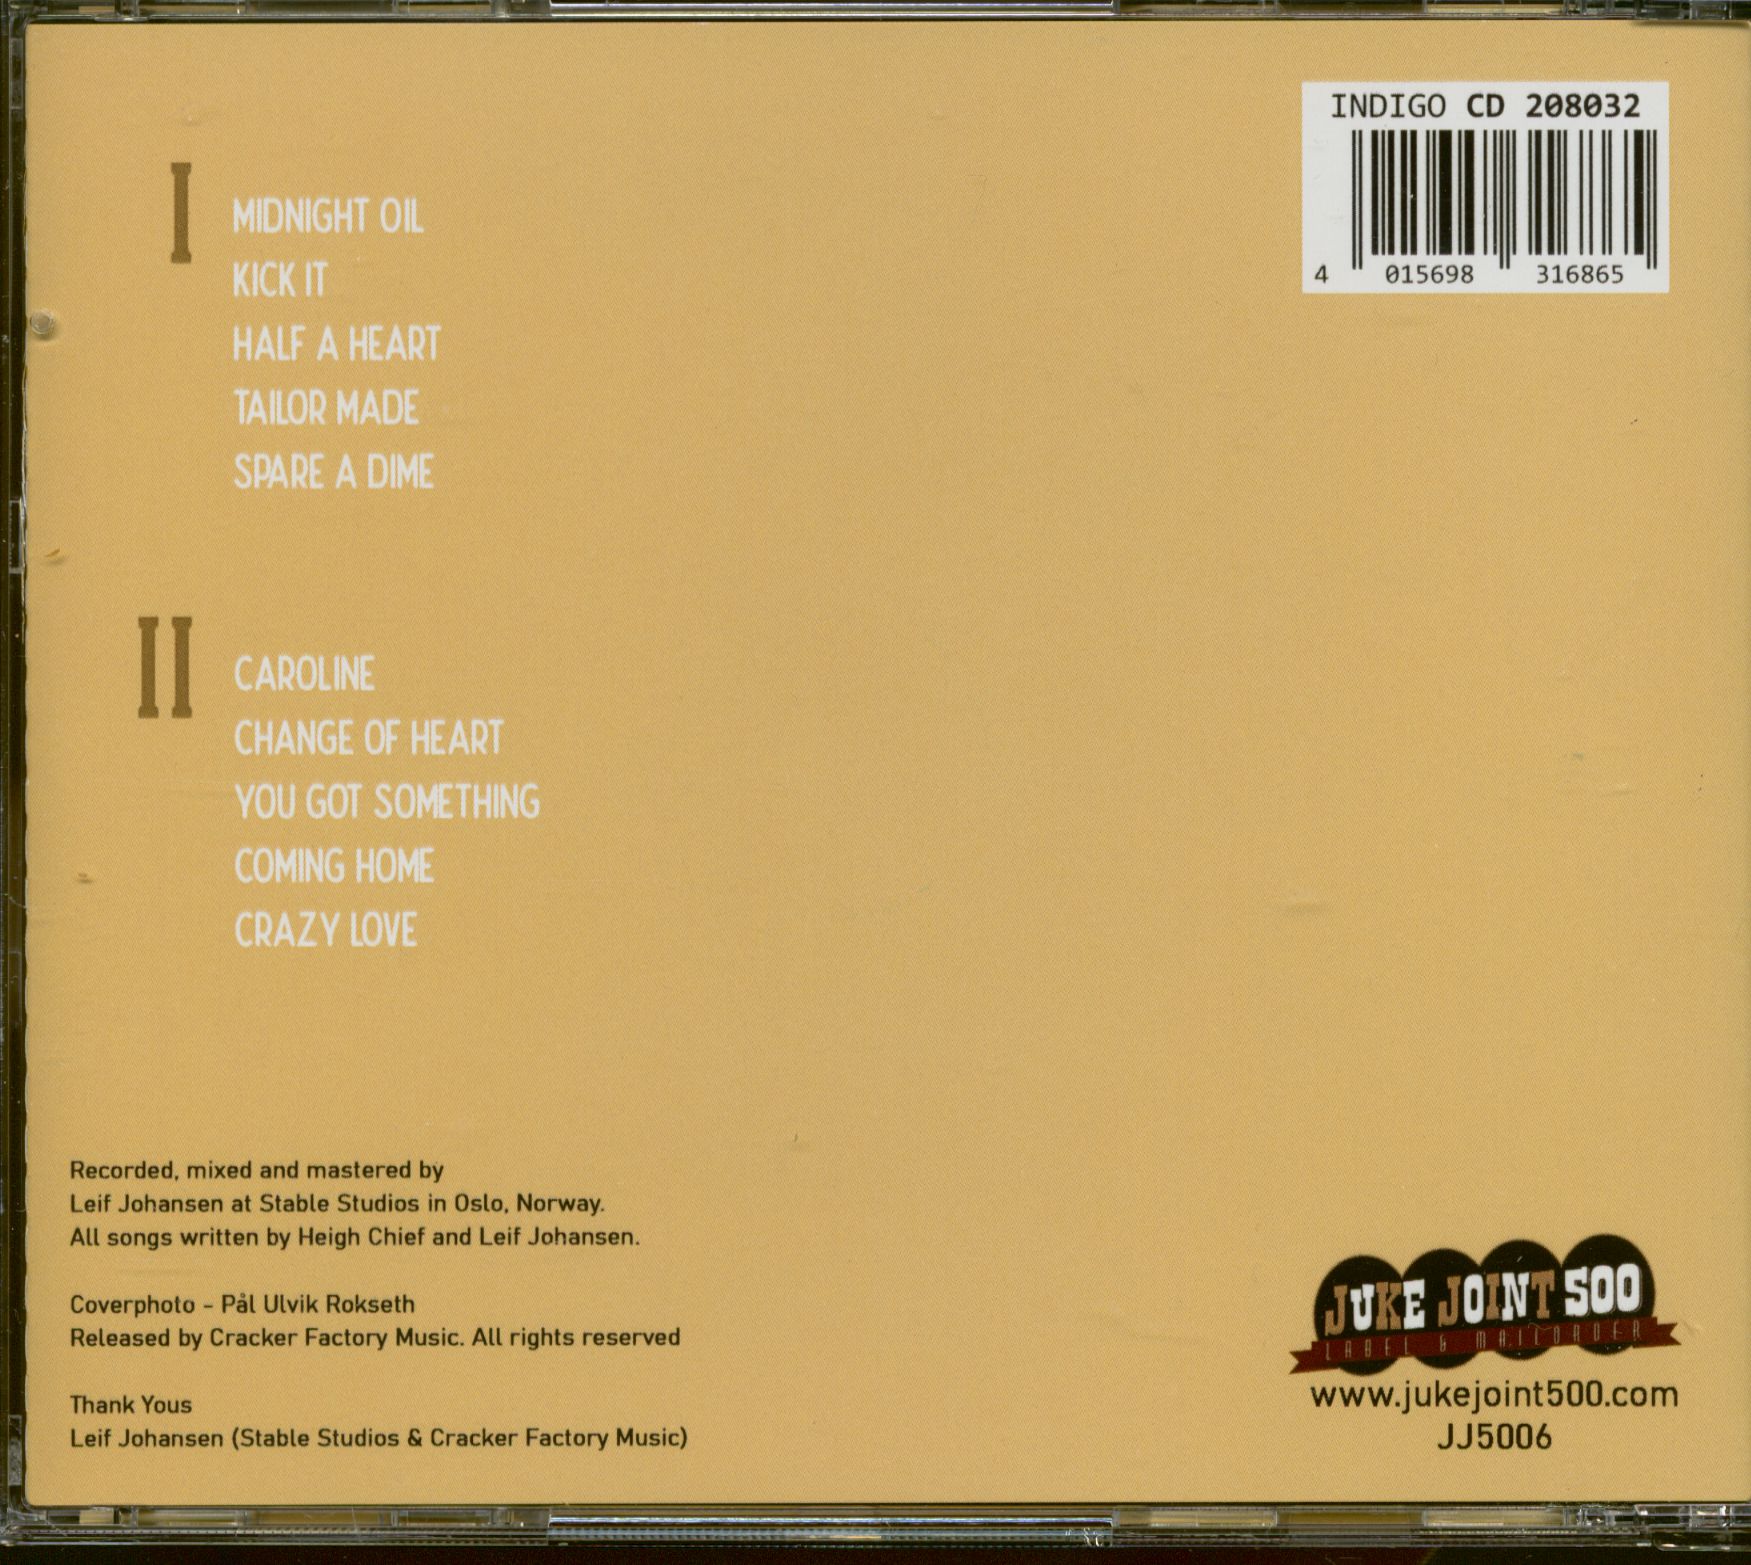 INDIGO CD 208032
4 015698 316865
I
MIDNIGHT OIL
KICK IT
HALF A HEART
TAILOR MADE
SPARE A DIME
II
CAROLINE
CHANGE OF HEART
YOU GOT SOMETHING
COMING HOME
CRAZY LOVE
Recorded, mixed and mastered by
Leif Johansen at Stable Studios in Oslo, Norway.
All songs written by Heigh Chief and Leif Johansen.
Coverphoto - Pål Ulvik Rokseth
Released by Cracker Factory Music. All rights reserved
Thank Yous
Leif Johansen (Stable Studios & Cracker Factory Music)
JUKE JOINT 500
LABEL & MAILORDER
www.jukejoint500.com
JJ5006